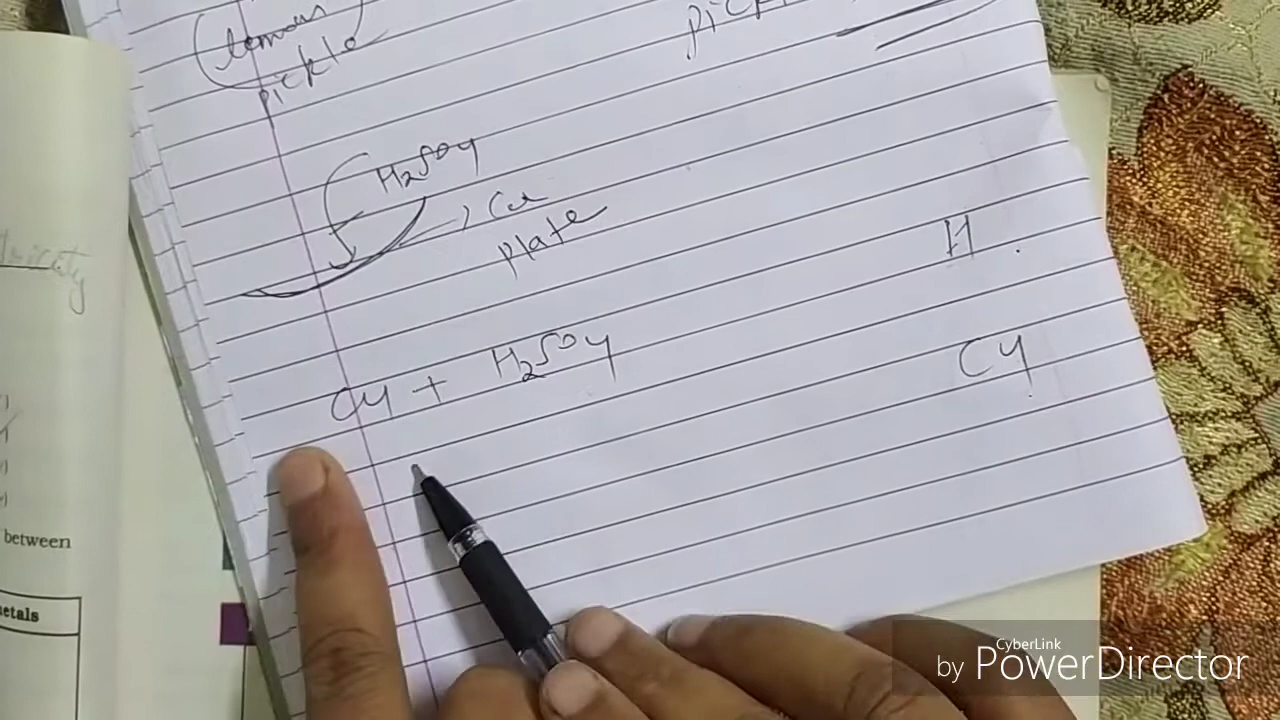 (lemon
pickle
H2SO4
Cu
plate
H
Cu + H2SO4
Cu
between
etals
CyberLink
by PowerDirector